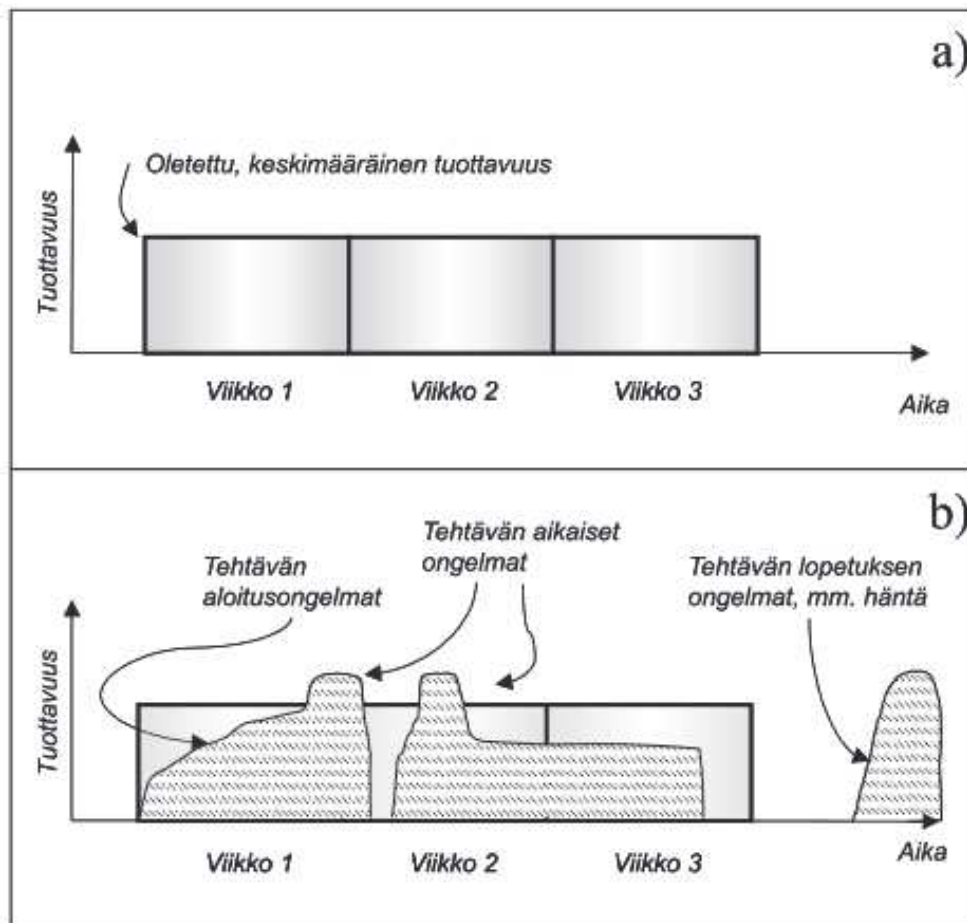 a)
Oletettu, keskimääräinen tuottavuus
Tuottavuus
Viikko 1
Viikko 2
Viikko 3
Aika
b)
Tehtävän aikaiset
ongelmat
Tehtävän
aloitusongelmat
Tehtävän lopetuksen
ongelmat, mm. häntä
Tuottavuus
Viikko 1
Viikko 2
Viikko 3
Aika